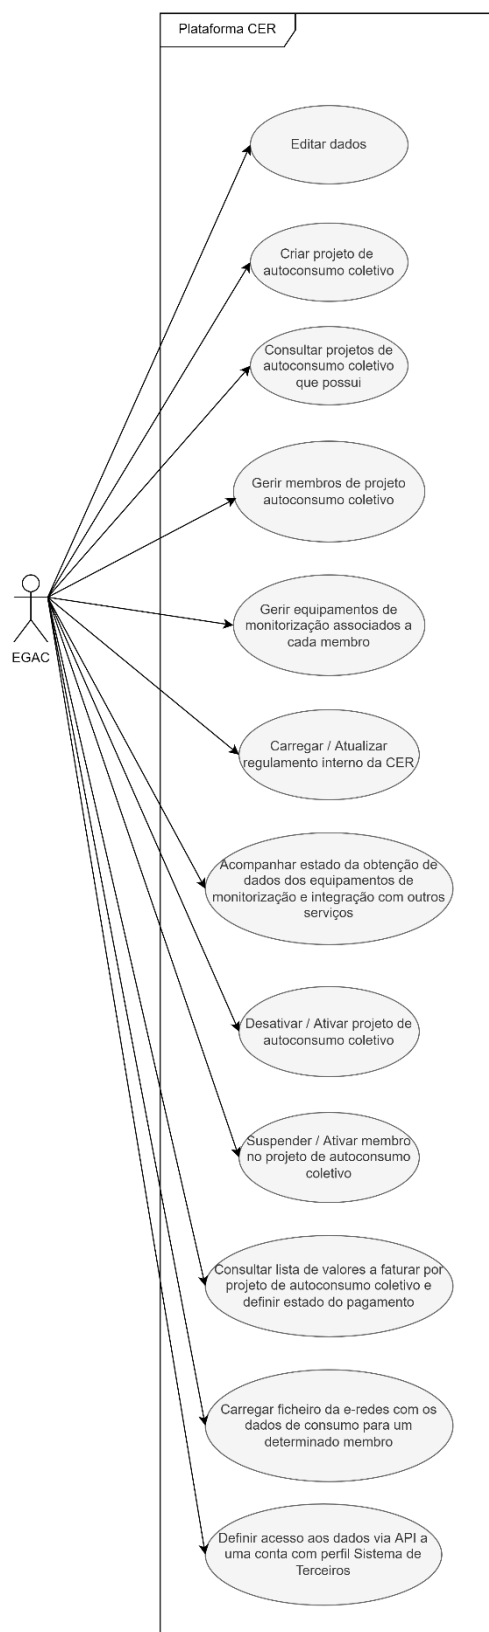 Plataforma CER
Editar dados
Criar projeto de
autoconsumo coletivo
Consultar projetos de
autoconsumo coletivo
que possui
Gerir membros de projeto
autoconsumo coletivo
EGAC
Gerir equipamentos de
monitorização associados a
cada membro
Carregar / Atualizar
regulamento interno da CER
Acompanhar estado da obtenção de
dados dos equipamentos de
monitorização e integração com outros
serviços
Desativar / Ativar projeto de
autoconsumo coletivo
Suspender / Ativar membro
no projeto de autoconsumo
coletivo
Consultar lista de valores a faturar por
projeto de autoconsumo coletivo e
definir estado do pagamento
Carregar ficheiro da e-redes com os
dados de consumo para um
determinado membro
Definir acesso aos dados via API a
uma conta com perfil Sistema de
Terceiros